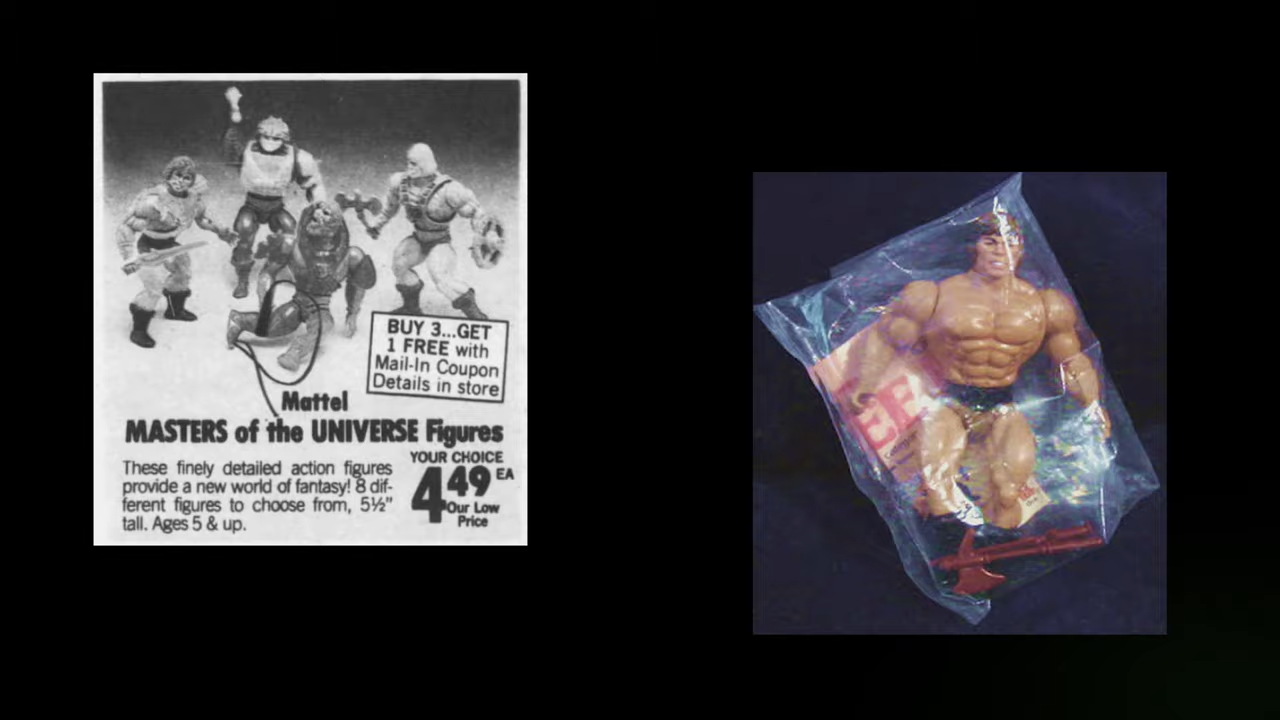 BUY 3...GET
1 FREE with
Mail-In Coupon
Details in store
Mattel
MASTERS of the UNIVERSE Figures
These finely detailed action figures
provide a new world of fantasy! 8 dif-
ferent figures to choose from, 5½"
tall. Ages 5 & up.
YOUR CHOICE
4 49 EA
Our Low
Price